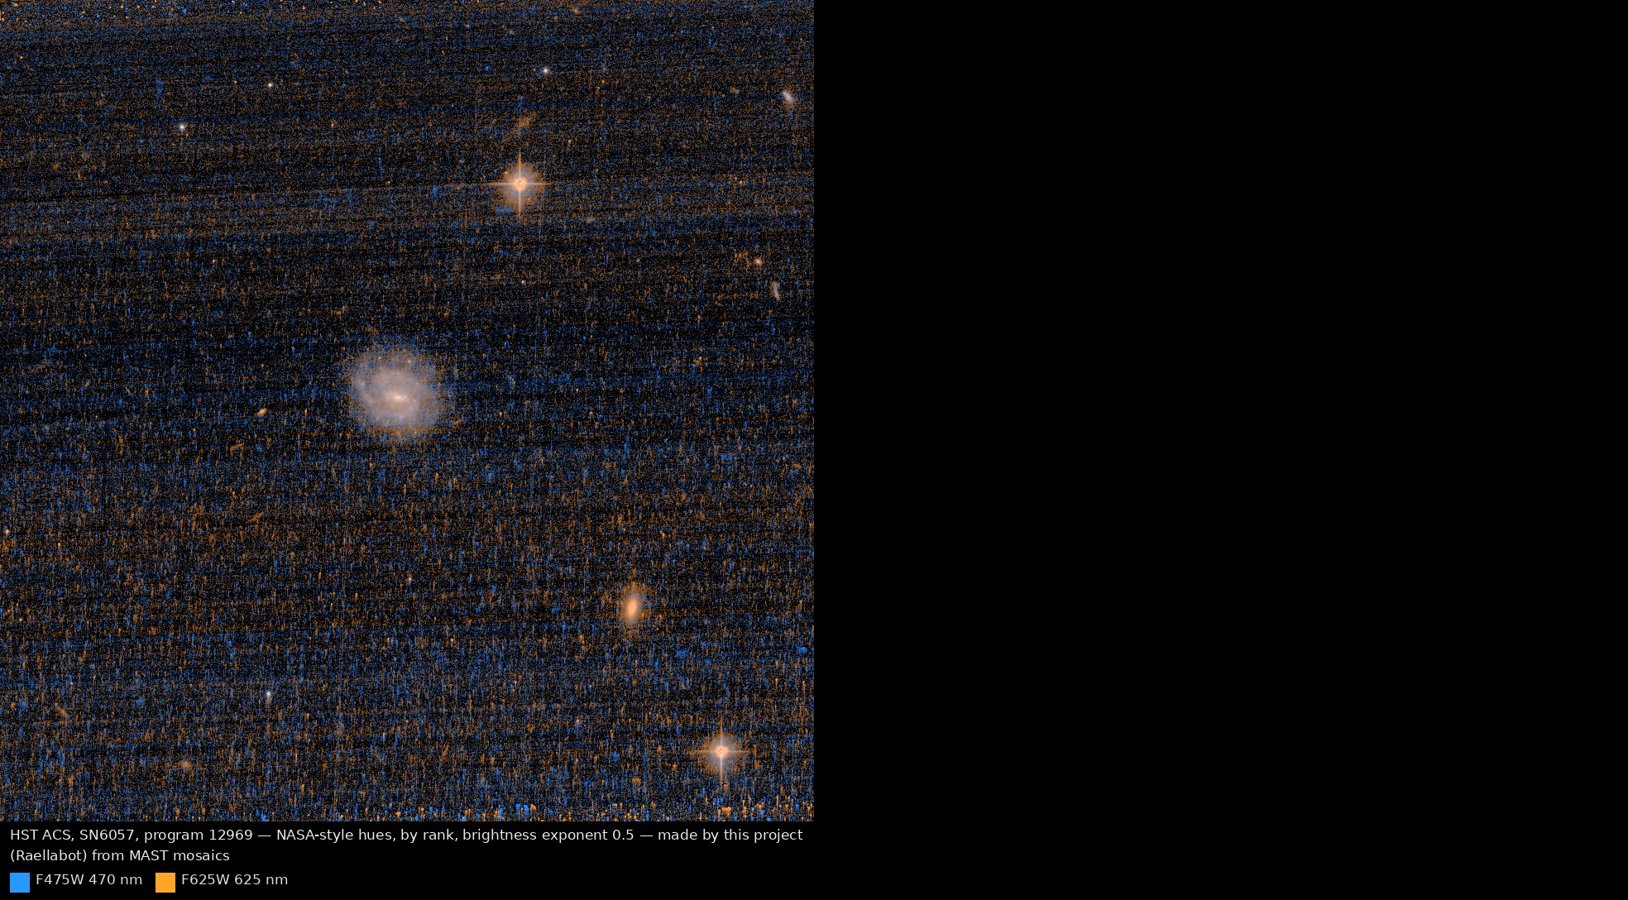 HST ACS, SN6057, program 12969 — NASA-style hues, by rank, brightness exponent 0.5 — made by this project
(Raellabot) from MAST mosaics
F475W 470 nm F625W 625 nm